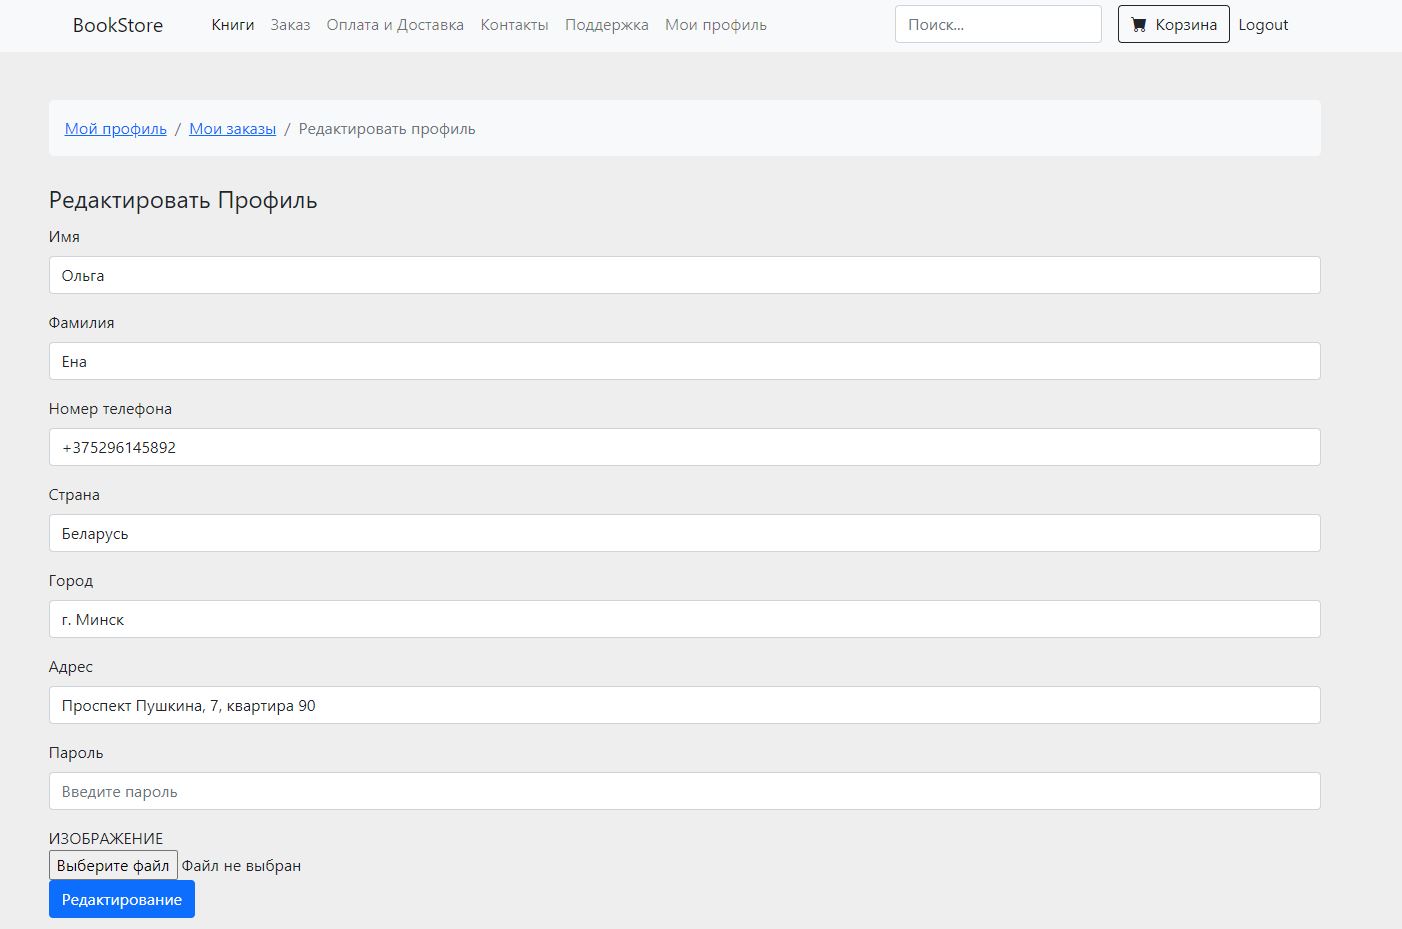 BookStore Книги Заказ Оплата и Доставка Контакты Поддержка Мои профиль Поиск... Корзина Logout
Мой профиль / Мои заказы / Редактировать профиль
Редактировать Профиль
Имя
Ольга
Фамилия
Ена
Номер телефона
+375296145892
Страна
Беларусь
Город
г. Минск
Адрес
Проспект Пушкина, 7, квартира 90
Пароль
Введите пароль
ИЗОБРАЖЕНИЕ
Выберите файл Файл не выбран
Редактирование